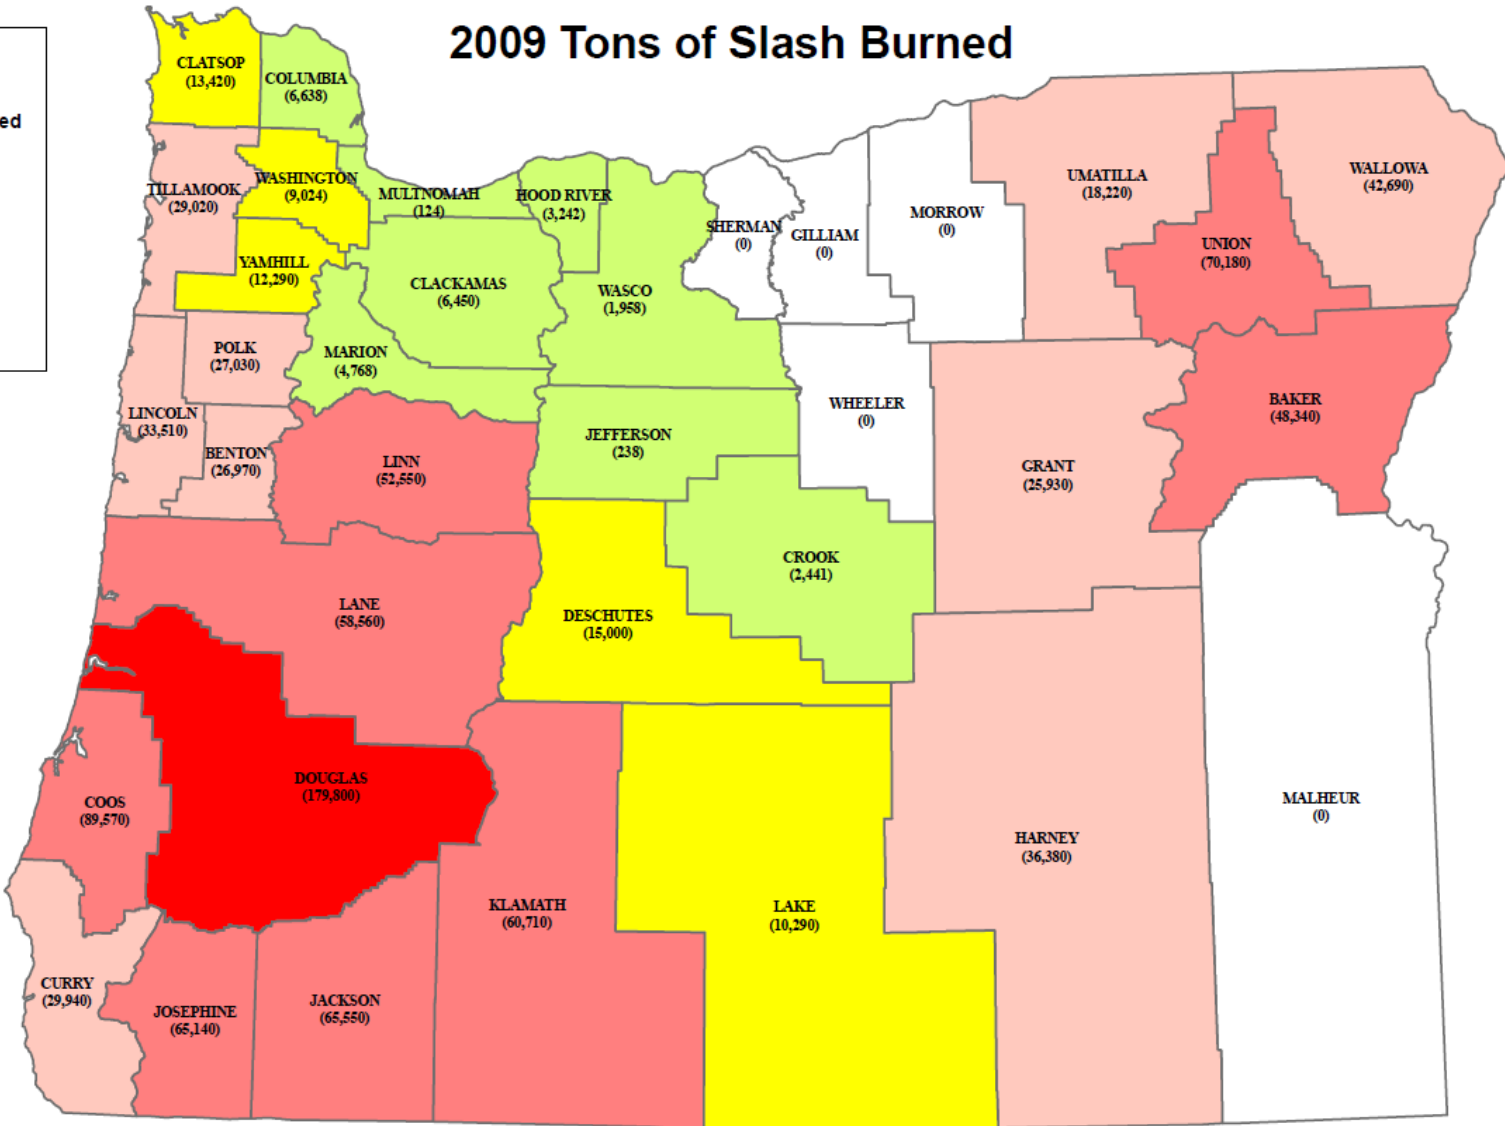 2009 Tons of Slash Burned
ed
CLATSOP
(13,420)
COLUMBIA
(6,638)
TILLAMOOK
(29,020)
WASHINGTON
(9,024)
MULTNOMAH
(124)
HOOD RIVER
(3,242)
YAMHILL
(12,290)
CLACKAMAS
(6,450)
WASCO
(1,958)
SHERMAN
(0)
GILLIAM
(0)
MORROW
(0)
UMATILLA
(18,220)
UNION
(70,180)
WALLOWA
(42,690)
POLK
(27,030)
MARION
(4,768)
LINCOLN
(33,510)
BENTON
(26,970)
LINN
(52,550)
JEFFERSON
(238)
WHEELER
(0)
GRANT
(25,930)
BAKER
(48,340)
CROOK
(2,441)
LANE
(58,560)
DESCHUTES
(15,000)
DOUGLAS
(179,800)
COOS
(89,570)
MALHEUR
(0)
HARNEY
(36,380)
KLAMATH
(60,710)
LAKE
(10,290)
CURRY
(29,940)
JOSEPHINE
(65,140)
JACKSON
(65,550)